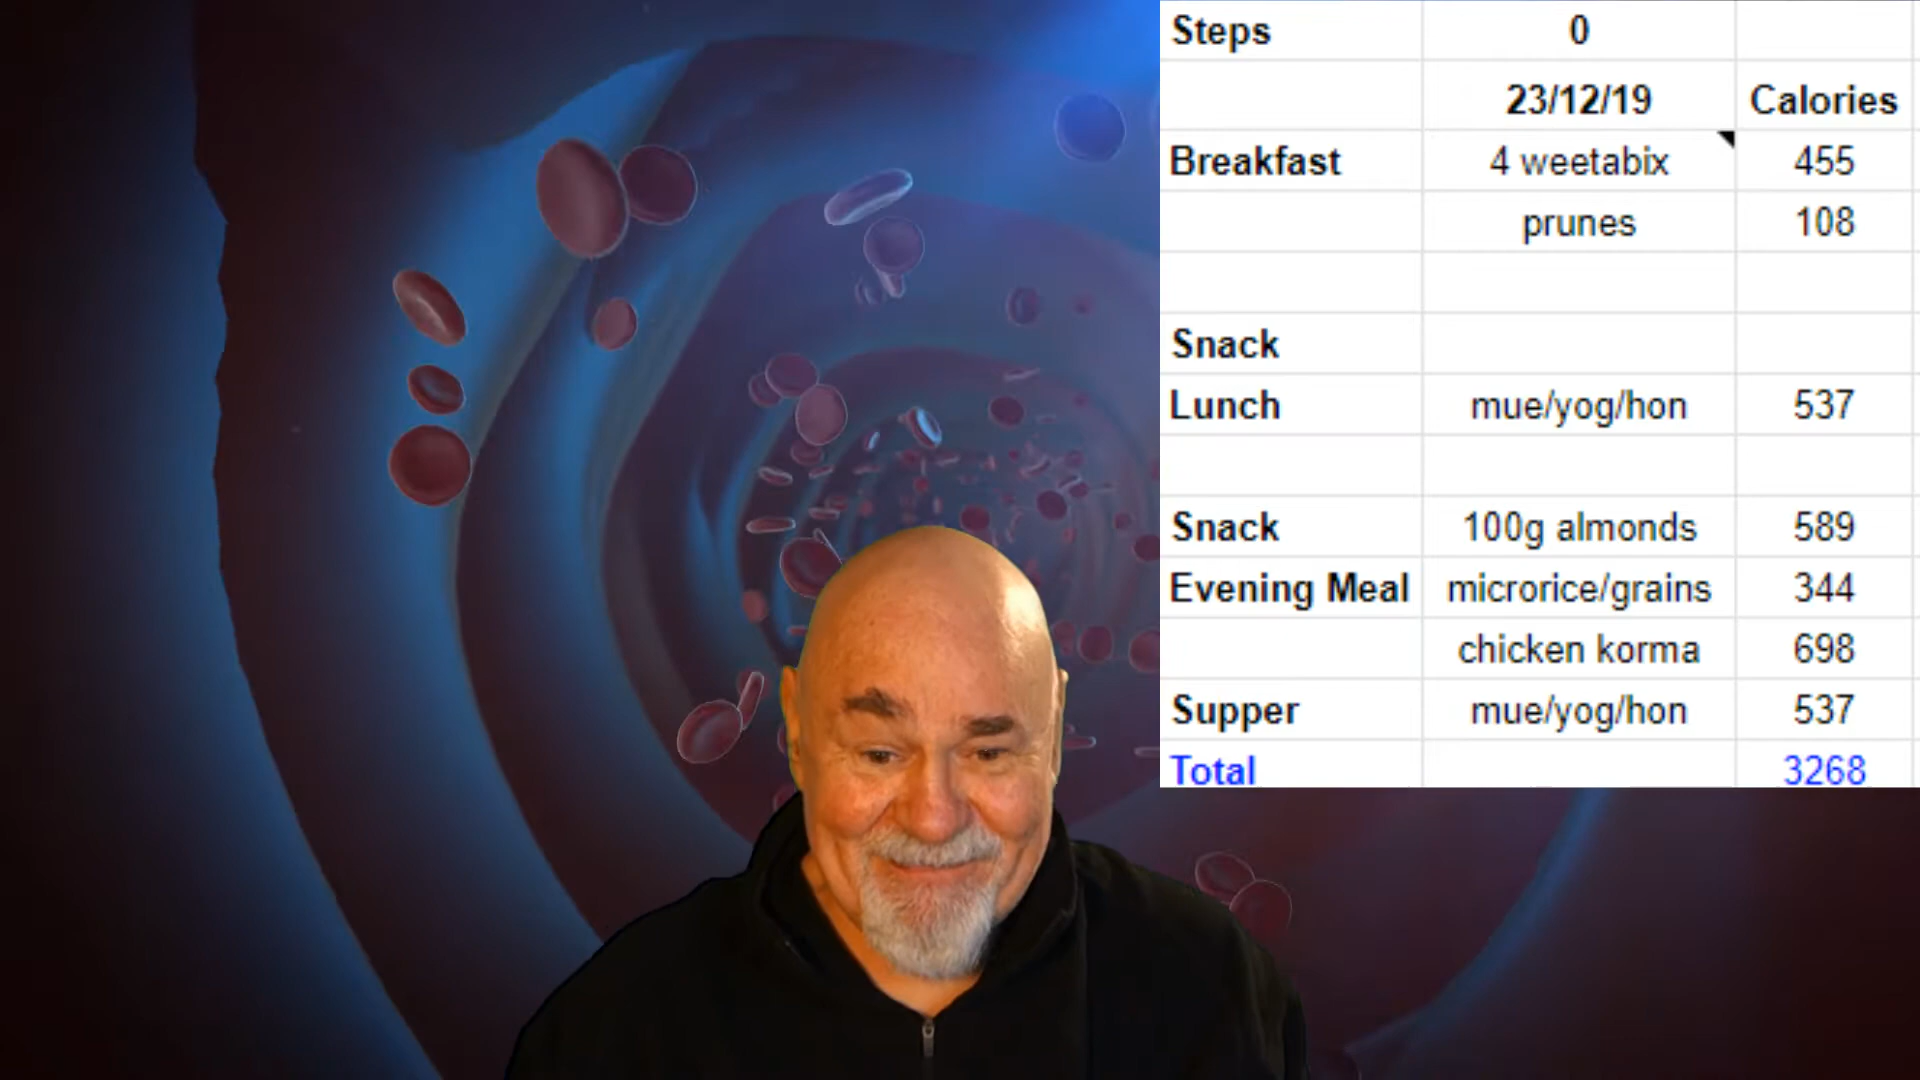 Steps 0
23/12/19 Calories
Breakfast 4 weetabix 455
prunes 108
Snack
Lunch mue/yog/hon 537
Snack 100g almonds 589
Evening Meal microrice/grains 344
chicken korma 698
Supper mue/yog/hon 537
Total 3268